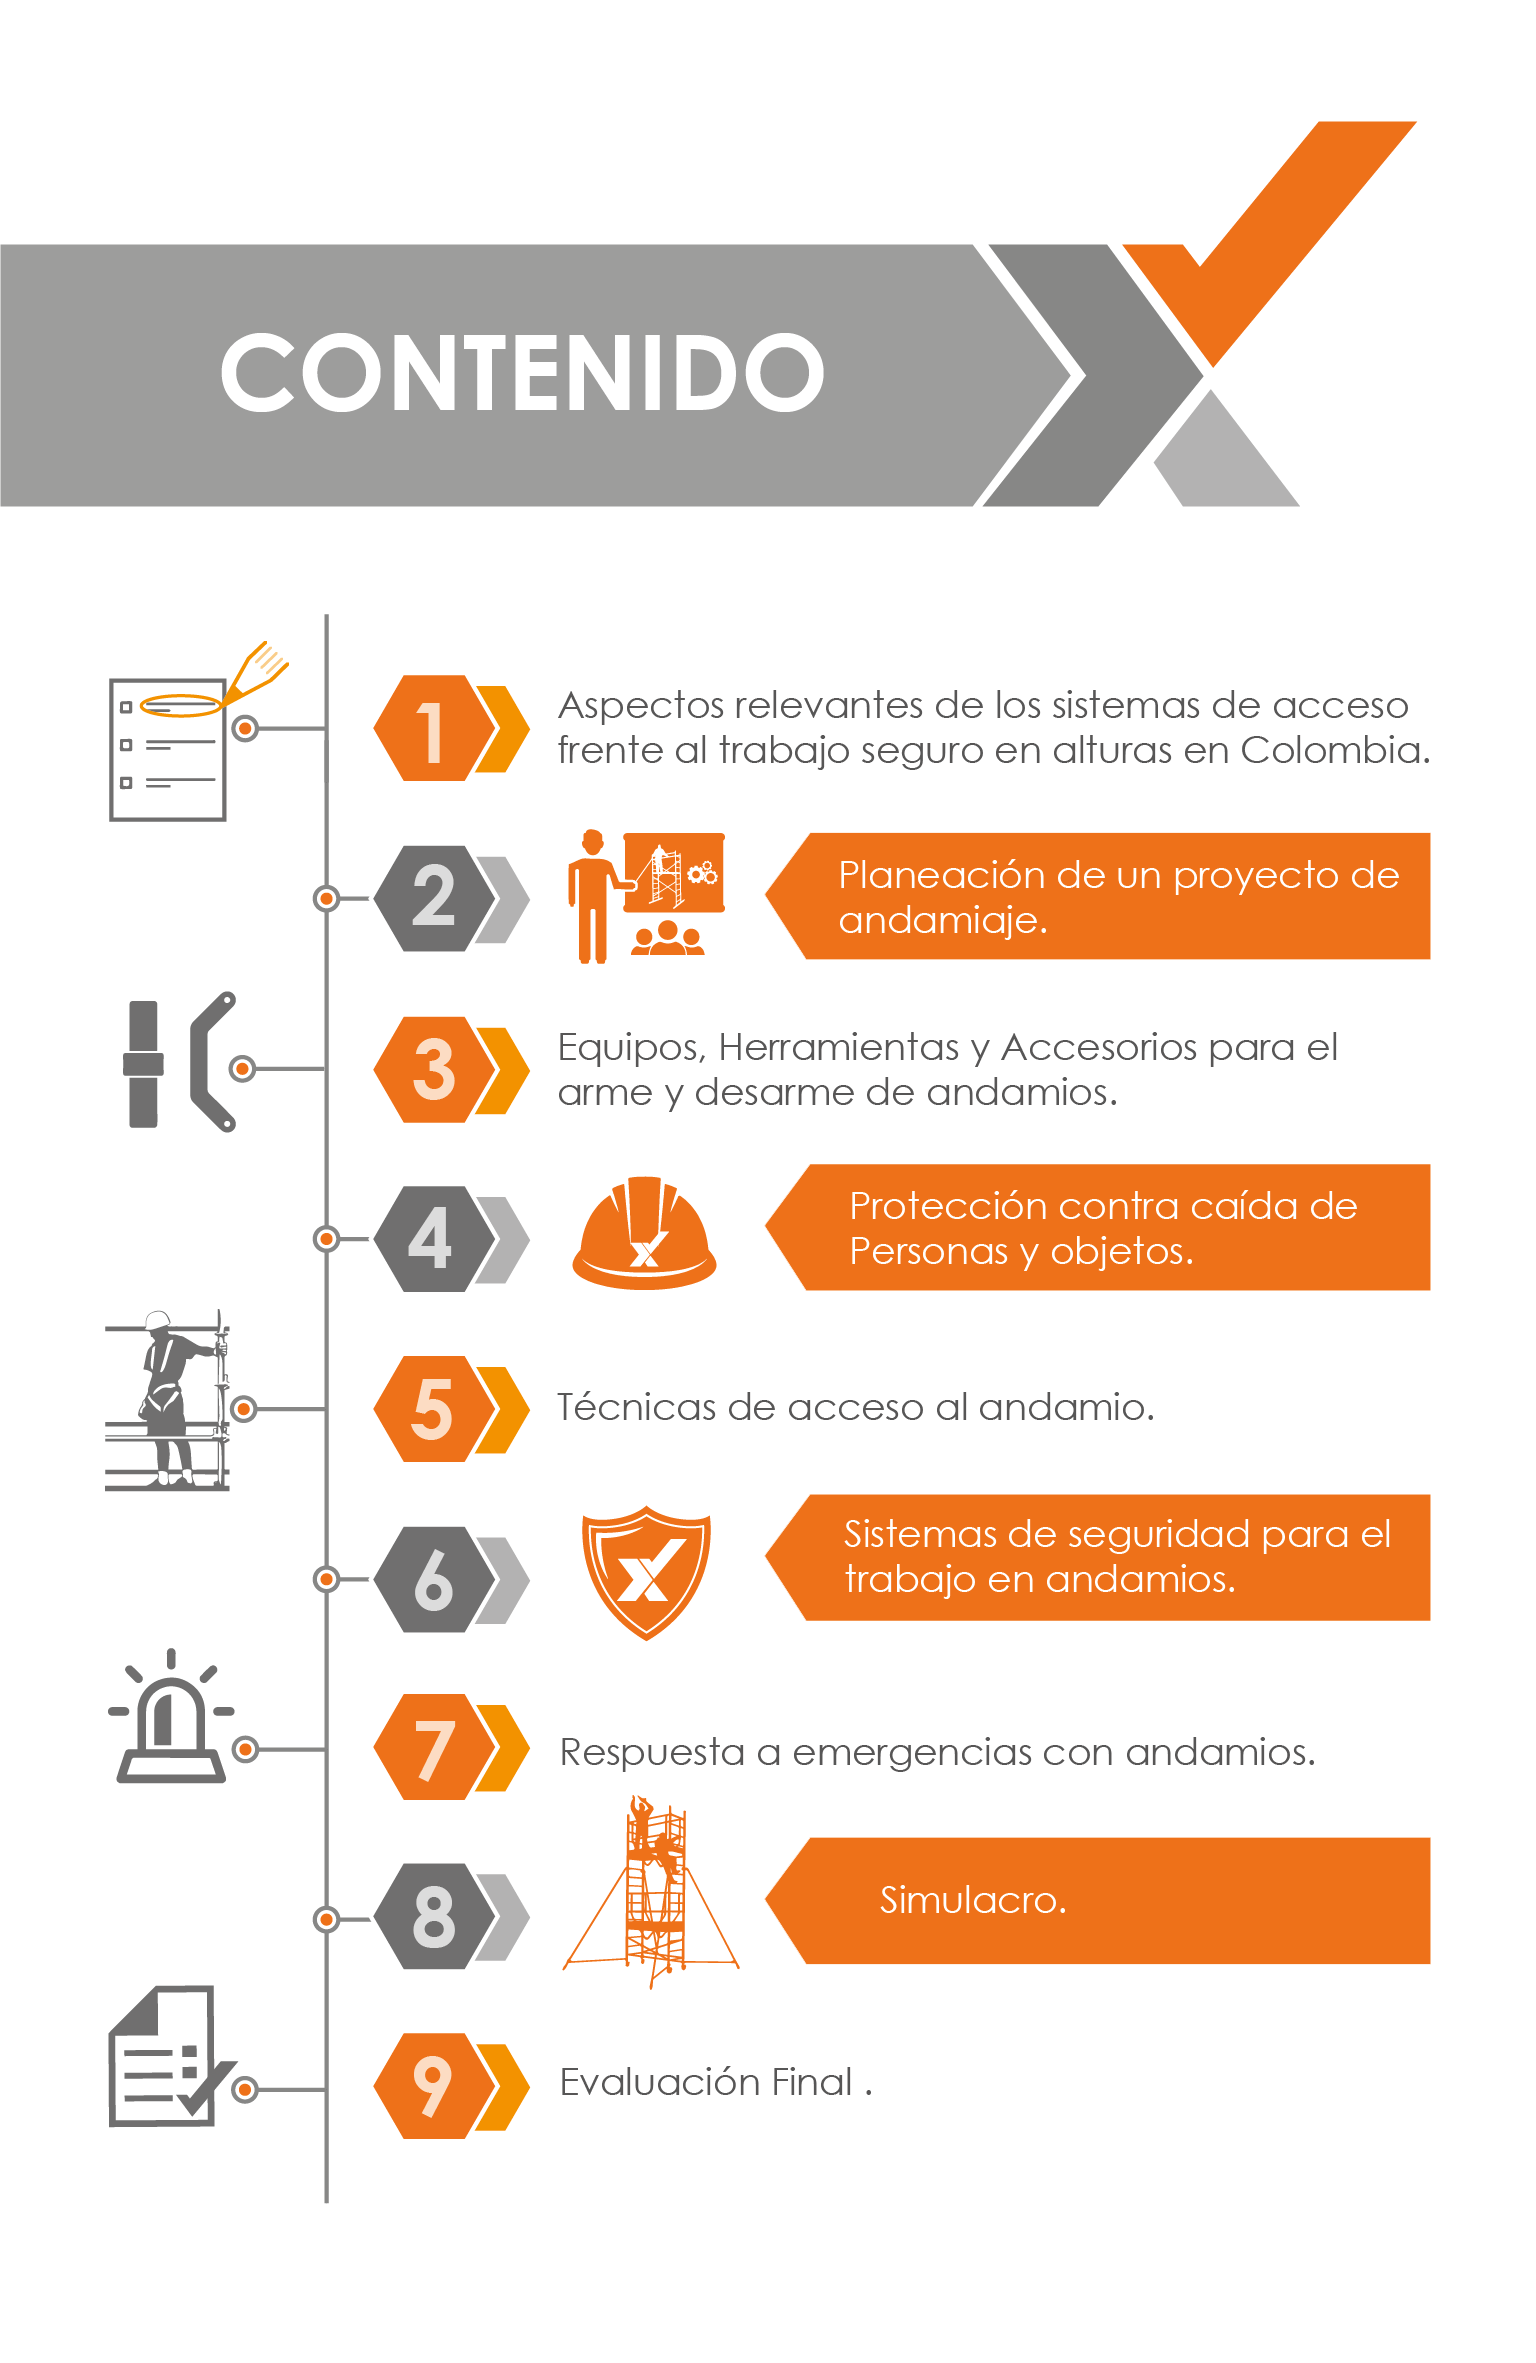 CONTENIDO
1
Aspectos relevantes de los sistemas de acceso
frente al trabajo seguro en alturas en Colombia.
2
Planeación de un proyecto de
andamiaje.
3
Equipos, Herramientas y Accesorios para el
arme y desarme de andamios.
4
Protección contra caída de
Personas y objetos.
5
Técnicas de acceso al andamio.
6
Sistemas de seguridad para el
trabajo en andamios.
7
Respuesta a emergencias con andamios.
8
Simulacro.
9
Evaluación Final .